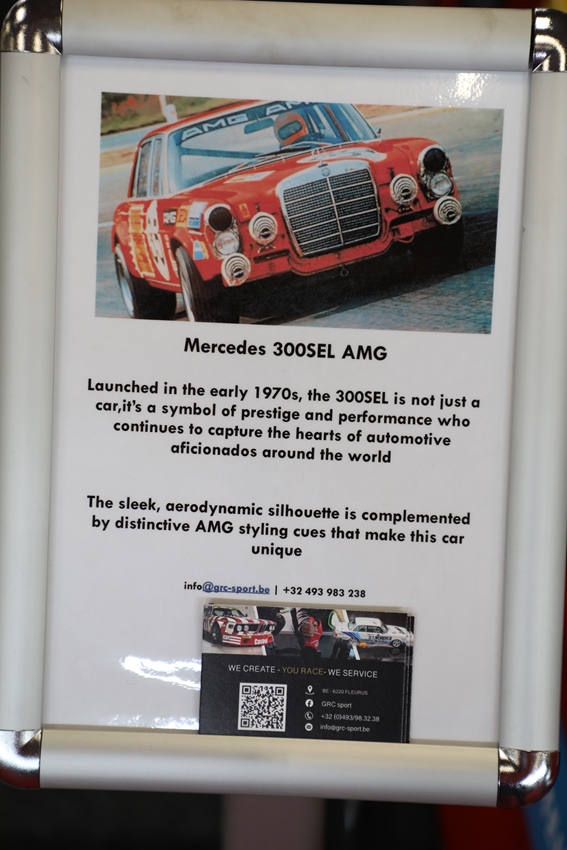 AMG AMG
Mercedes 300SEL AMG
Launched in the early 1970s, the 300SEL is not just a
car,it's a symbol of prestige and performance who
continues to capture the hearts of automotive
aficionados around the world
The sleek, aerodynamic silhouette is complemented
by distinctive AMG styling cues that make this car
unique
info@grc-sport.be | +32 493 983 238
Castrol
WE CREATE - YOU RACE- WE SERVICE
BE - 6220 FLEURUS
GRC sport
+32 (0)493/98.32.38
info@grc-sport.be